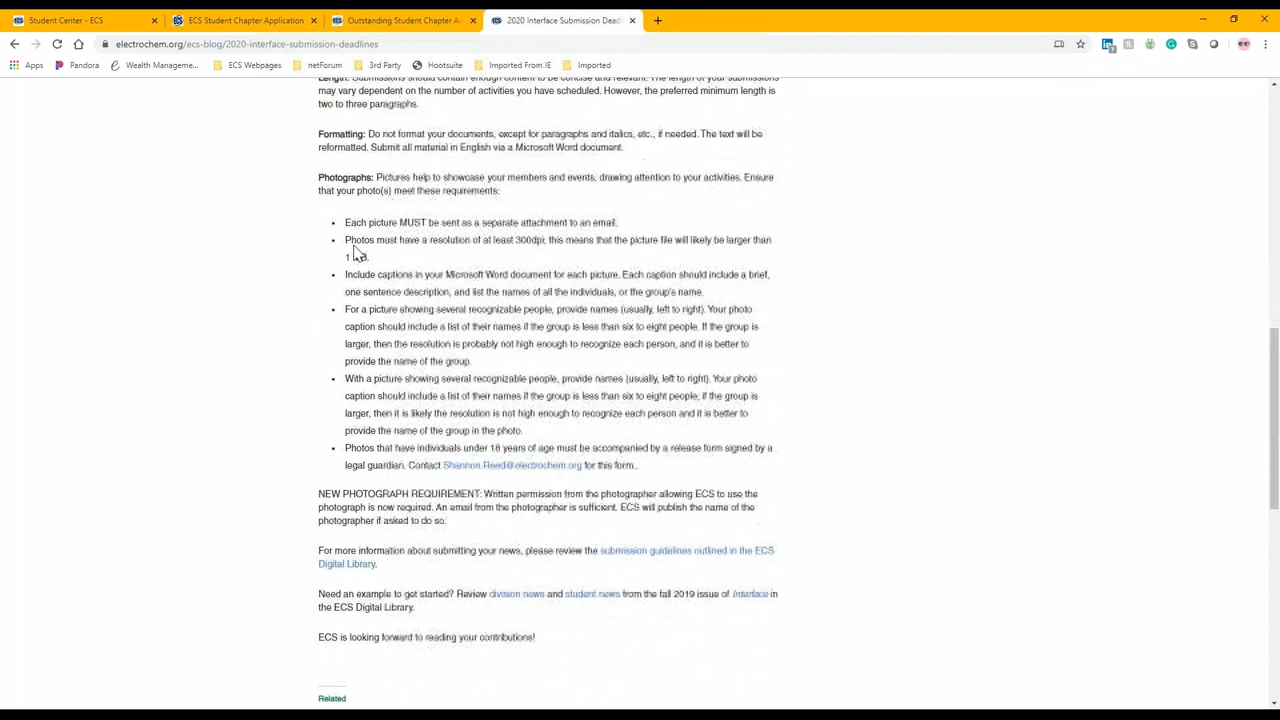 Student Center - ECS
ECS Student Chapter Application
Outstanding Student Chapter A
2020 Interface Submission Dead
electrochem.org/ecs-blog/2020-interface-submission-deadlines
Apps
Pandora
Wealth Manageme...
ECS Webpages
netForum
3rd Party
Hootsuite
Imported From IE
Imported
Length: Submissions should contain enough content to be concise and relevant. The length of your submissions
may vary dependent on the number of activities you have scheduled. However, the preferred minimum length is
two to three paragraphs.
Formatting: Do not format your documents, except for paragraphs and italics, etc., if needed. The text will be
reformatted. Submit all material in English via a Microsoft Word document.
Photographs: Pictures help to showcase your members and events, drawing attention to your activities. Ensure
that your photo(s) meet these requirements:
• Each picture MUST be sent as a separate attachment to an email.
• Photos must have a resolution of at least 300dpi; this means that the picture file will likely be larger than
1
• Include captions in your Microsoft Word document for each picture. Each caption should include a brief,
one sentence description, and list the names of all the individuals, or the group's name.
• For a picture showing several recognizable people, provide names (usually, left to right). Your photo
caption should include a list of their names if the group is less than six to eight people. If the group is
larger, then the resolution is probably not high enough to recognize each person, and it is better to
provide the name of the group.
• With a picture showing several recognizable people, provide names (usually, left to right). Your photo
caption should include a list of their names if the group is less than six to eight people; if the group is
larger, then it is likely the resolution is not high enough to recognize each person and it is better to
provide the name of the group in the photo.
• Photos that have individuals under 18 years of age must be accompanied by a release form signed by a
legal guardian. Contact Shannon.Reed@electrochem.org for this form..
NEW PHOTOGRAPH REQUIREMENT: Written permission from the photographer allowing ECS to use the
photograph is now required. An email from the photographer is sufficient. ECS will publish the name of the
photographer if asked to do so.
For more information about submitting your news, please review the submission guidelines outlined in the ECS
Digital Library.
Need an example to get started? Review division news and student news from the fall 2019 issue of Interface in
the ECS Digital Library.
ECS is looking forward to reading your contributions!
Related